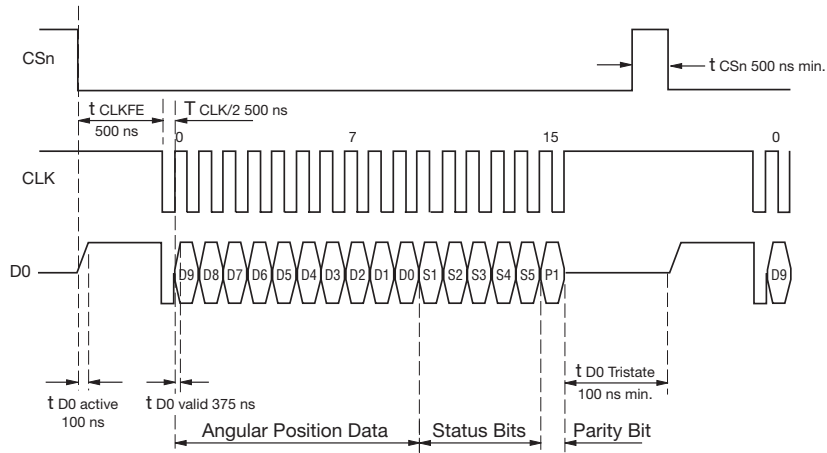 CSn
t CSn 500 ns min.
t CLKFE
500 ns
T CLK/2 500 ns
0 7 15 0
CLK
D0
D9 D8 D7 D6 D5 D4 D3 D2 D1 D0 S1 S2 S3 S4 S5 P1 D9
t D0 active
100 ns
t D0 valid 375 ns
t D0 Tristate
100 ns min.
Angular Position Data Status Bits Parity Bit